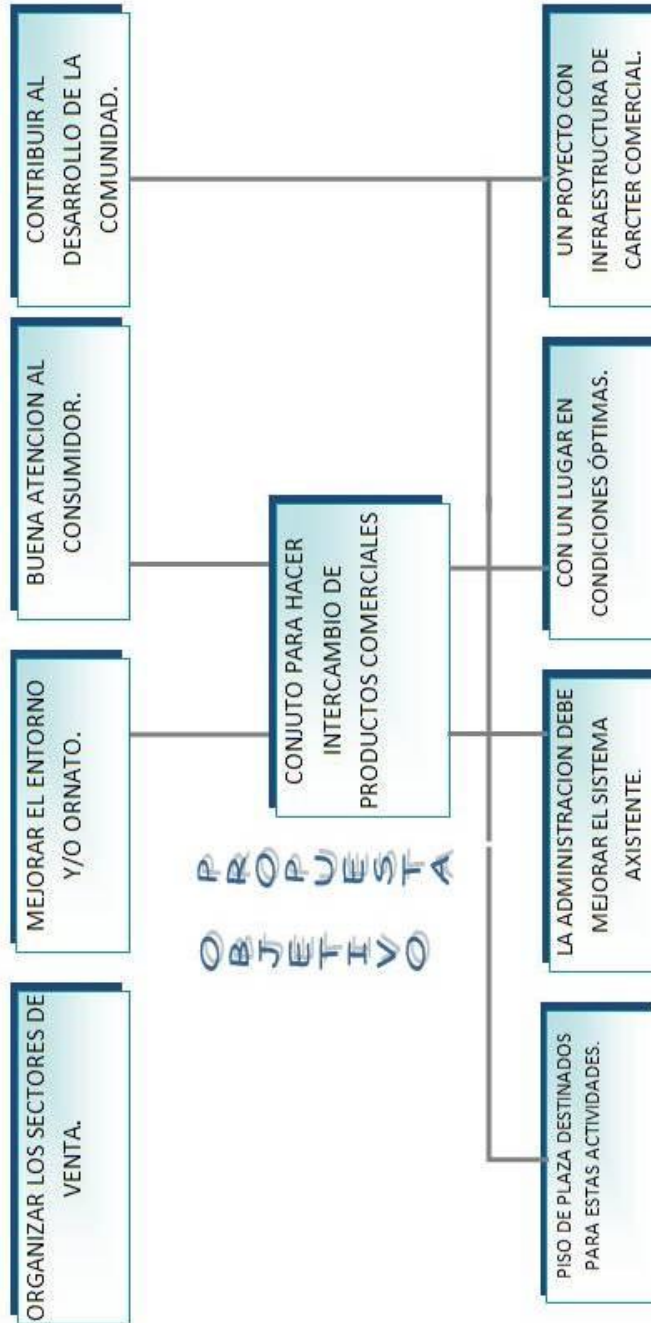 ORGANIZAR LOS SECTORES DE
VENTA.
MEJORAR EL ENTORNO
Y/O ORNATO.
BUENA ATENCION AL
CONSUMIDOR.
CONTRIBUIR AL
DESARROLLO DE LA
COMUNIDAD.
OBJETIVO
PROPUESTA
CONJUTO PARA HACER
INTERCAMBIO DE
PRODUCTOS COMERCIALES
PISO DE PLAZA DESTINADOS
PARA ESTAS ACTIVIDADES.
LA ADMINISTRACION DEBE
MEJORAR EL SISTEMA
AXISTENTE.
CON UN LUGAR EN
CONDICIONES ÓPTIMAS.
UN PROYECTO CON
INFRAESTRUCTURA DE
CARCTER COMERCIAL.